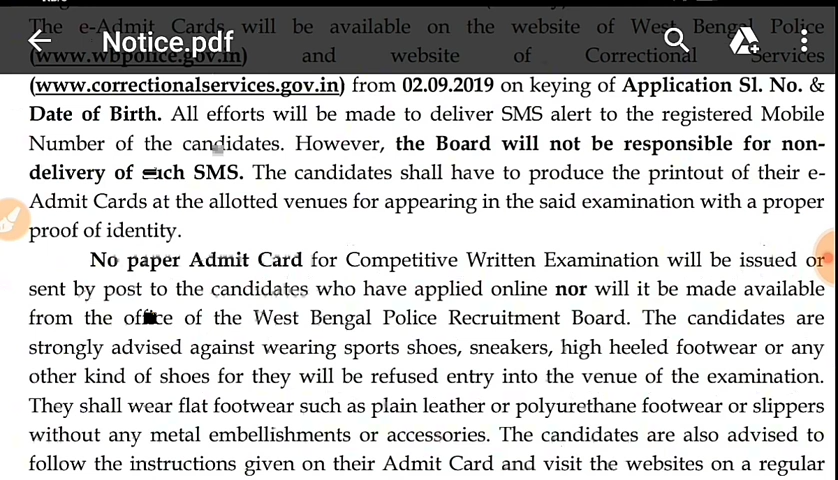 The e-Admit Cards will be available on the website of West Bengal Police
Notice.pdf
(www.wbpolice.gov.in) and website of Correctional Services
(www.correctionalservices.gov.in) from 02.09.2019 on keying of Application Sl. No. &
Date of Birth. All efforts will be made to deliver SMS alert to the registered Mobile
Number of the candidates. However, the Board will not be responsible for non-
delivery of such SMS. The candidates shall have to produce the printout of their e-
Admit Cards at the allotted venues for appearing in the said examination with a proper
proof of identity.
No paper Admit Card for Competitive Written Examination will be issued or
sent by post to the candidates who have applied online nor will it be made available
from the office of the West Bengal Police Recruitment Board. The candidates are
strongly advised against wearing sports shoes, sneakers, high heeled footwear or any
other kind of shoes for they will be refused entry into the venue of the examination.
They shall wear flat footwear such as plain leather or polyurethane footwear or slippers
without any metal embellishments or accessories. The candidates are also advised to
follow the instructions given on their Admit Card and visit the websites on a regular